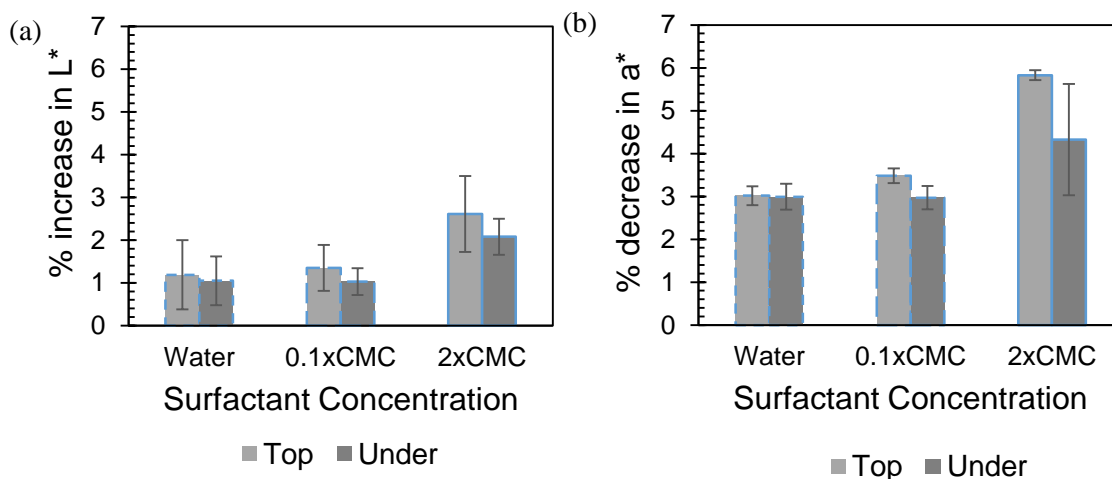 (a)
% increase in L*
7
6
5
4
3
2
1
0
Water 0.1xCMC 2xCMC
Surfactant Concentration
Top Under
(b)
% decrease in a*
7
6
5
4
3
2
1
0
Water 0.1xCMC 2xCMC
Surfactant Concentration
Top Under